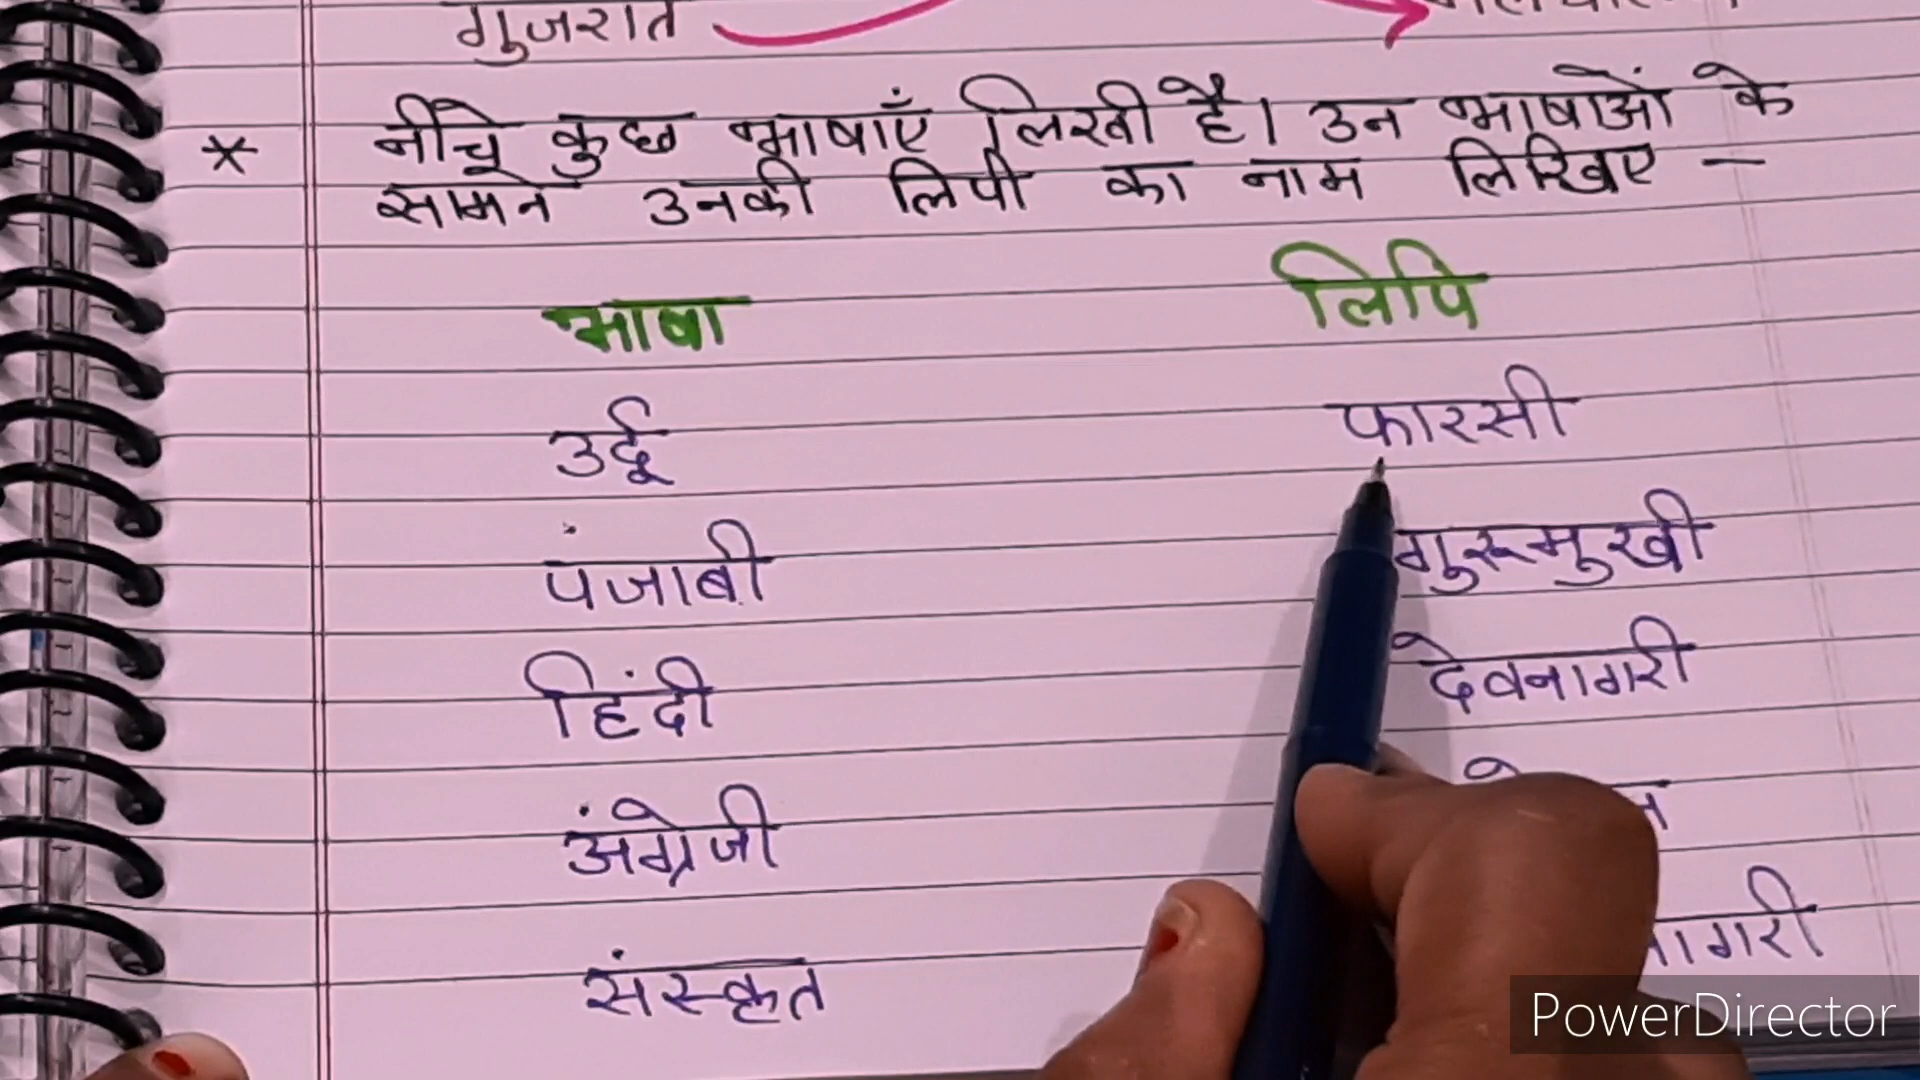 गुजरात
* नीचे कुछ भाषाएँ लिखी है। उन भाषाओं के
सामने उनकी लिपी का नाम लिखिए –
भाषा लिपि
उर्दू फारसी
पंजाबी गुरूमुखी
हिंदी देवनागरी
अंग्रेजी
संस्कृत
PowerDirector